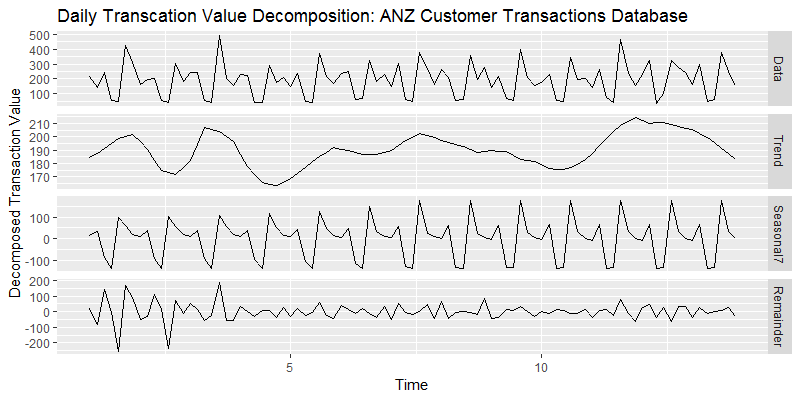 Daily Transcation Value Decomposition: ANZ Customer Transactions Database
Decomposed Transaction Value
500
400
300
200
100
Data
210
200
190
180
170
Trend
100
0
-100
Seasonal7
200
100
0
-100
-200
Remainder
5
10
Time